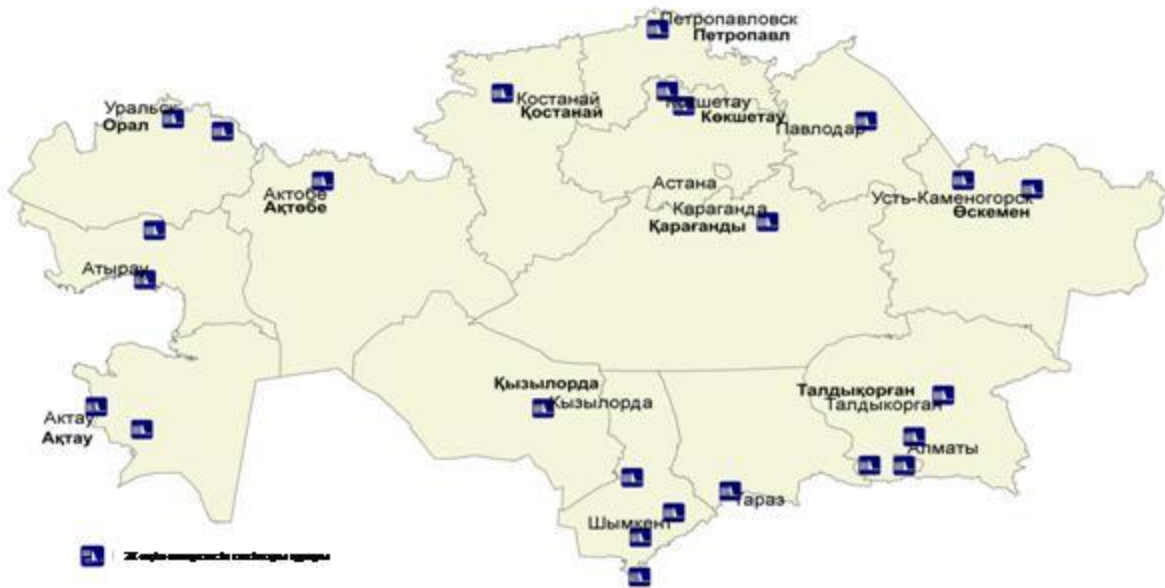 Петропавловск
Петропавл
Костанай
Қостанай
Кокшетау
Көкшетау
Уральск
Орал
Павлодар
Астана
Актобе
Ақтөбе
Усть-Каменогорск
Өскемен
Караганда
Қарағанды
Атырау
Қызылорда
Кызылорда
Талдықорған
Талдыкорган
Актау
Ақтау
Алматы
Тараз
Шымкент